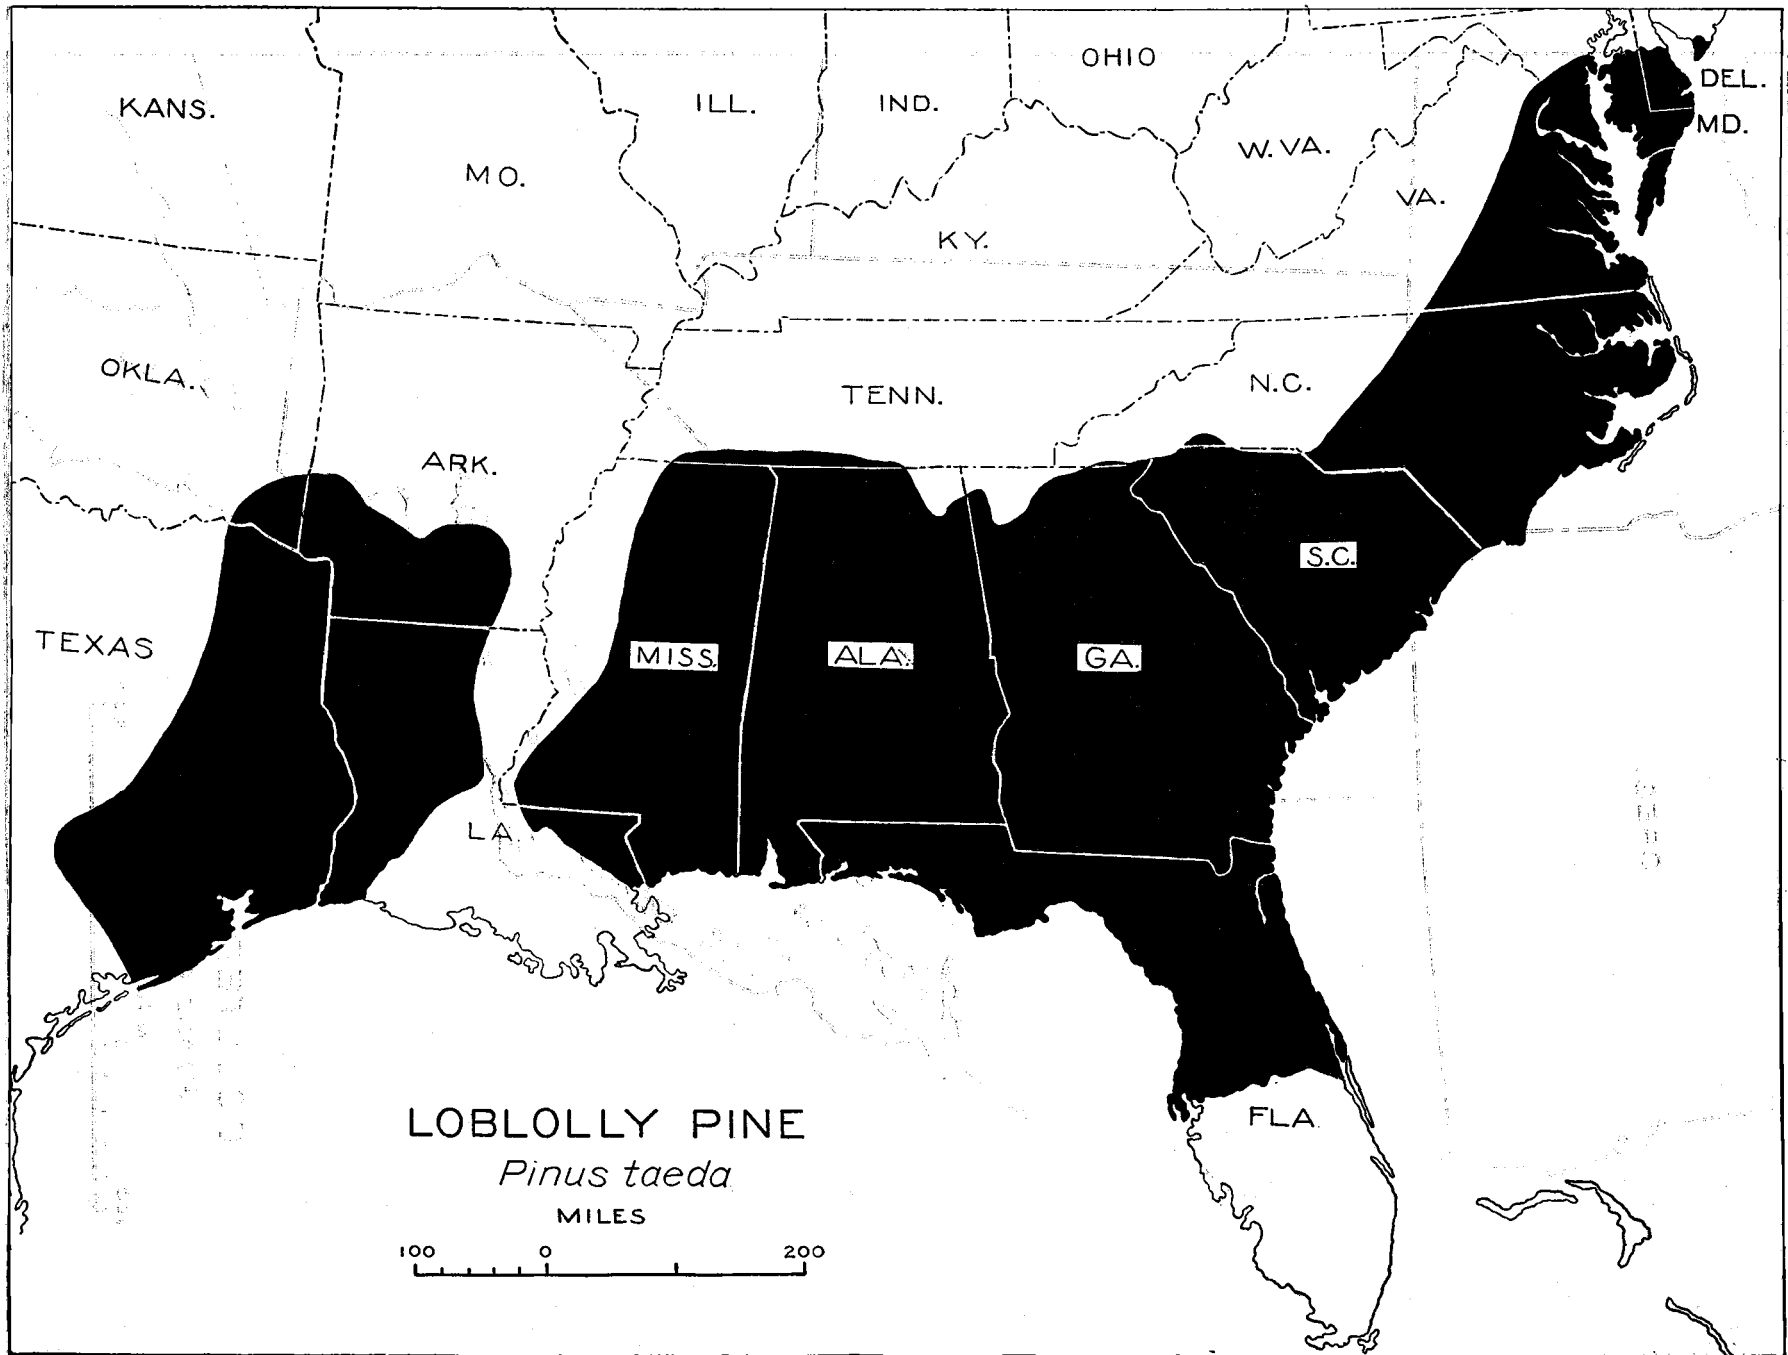 OHIO
DEL.
KANS.
ILL.
IND.
MD.
W.VA.
MO.
VA.
KY.
OKLA.
TENN.
N.C.
ARK.
S.C.
TEXAS
MISS.
ALA.
GA.
LA.
FLA
LOBLOLLY PINE
Pinus taeda
MILES
100 0 200